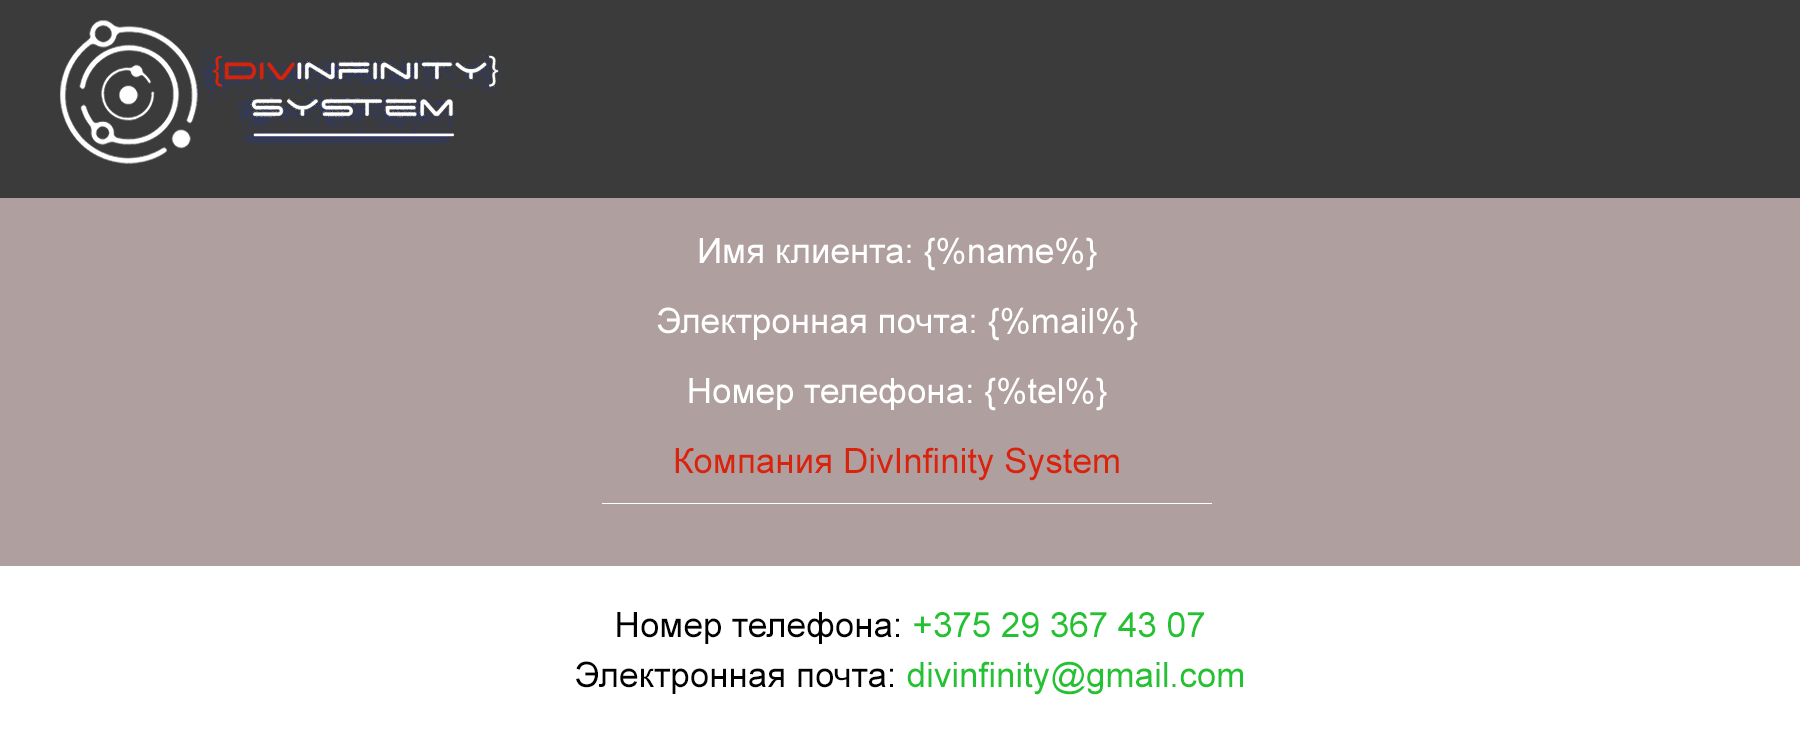 {DIVINFINITY}
SYSTEM
Имя клиента: {%name%}
Электронная почта: {%mail%}
Номер телефона: {%tel%}
Компания DivInfinity System
Номер телефона: +375 29 367 43 07
Электронная почта: divinfinity@gmail.com